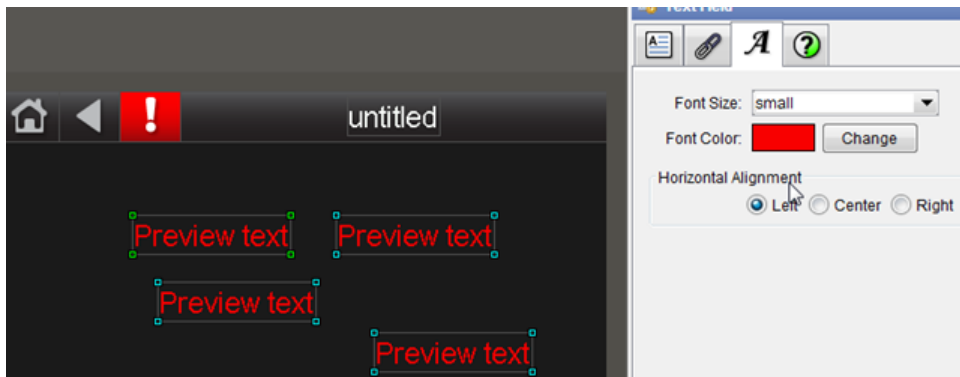 Text Field
A
A
?
Font Size: small
Font Color:
Change
!
untitled
Horizontal Alignment
Left
Center
Right
Preview text
Preview text
Preview text
Preview text